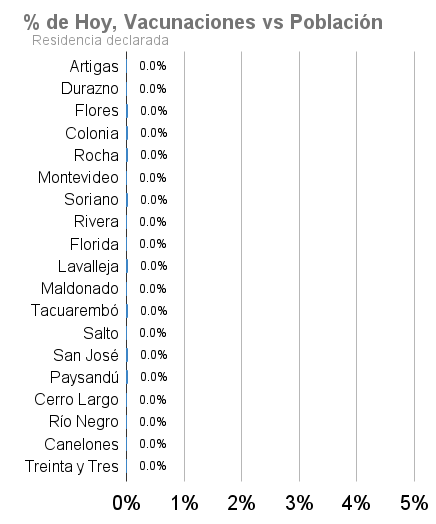 % de Hoy, Vacunaciones vs Población
Residencia declarada
Artigas 0.0%
Durazno 0.0%
Flores 0.0%
Colonia 0.0%
Rocha 0.0%
Montevideo 0.0%
Soriano 0.0%
Rivera 0.0%
Florida 0.0%
Lavalleja 0.0%
Maldonado 0.0%
Tacuarembó 0.0%
Salto 0.0%
San José 0.0%
Paysandú 0.0%
Cerro Largo 0.0%
Río Negro 0.0%
Canelones 0.0%
Treinta y Tres 0.0%
0% 1% 2% 3% 4% 5%